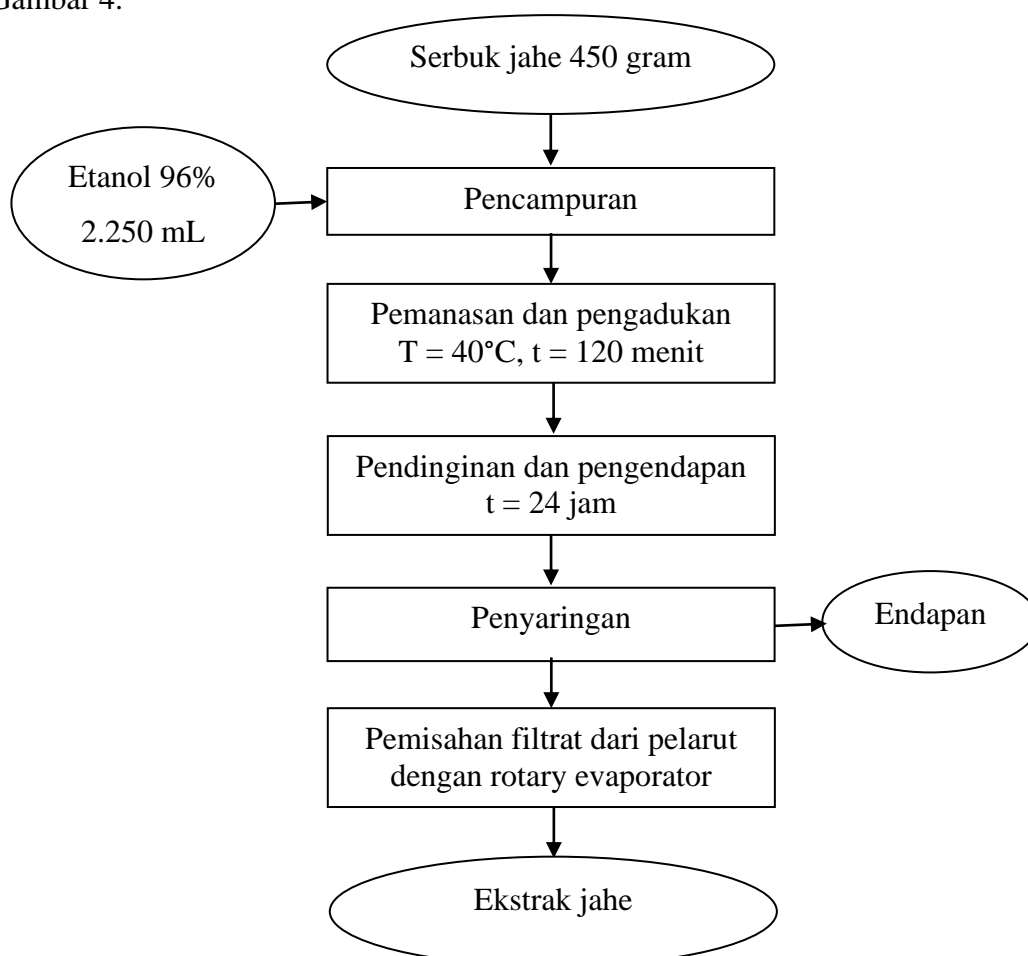 Gambar 4.
Serbuk jahe 450 gram
Etanol 96%
2.250 mL
Pencampuran
Pemanasan dan pengadukan
T = 40°C, t = 120 menit
Pendinginan dan pengendapan
t = 24 jam
Penyaringan
Endapan
Pemisahan filtrat dari pelarut
dengan rotary evaporator
Ekstrak jahe